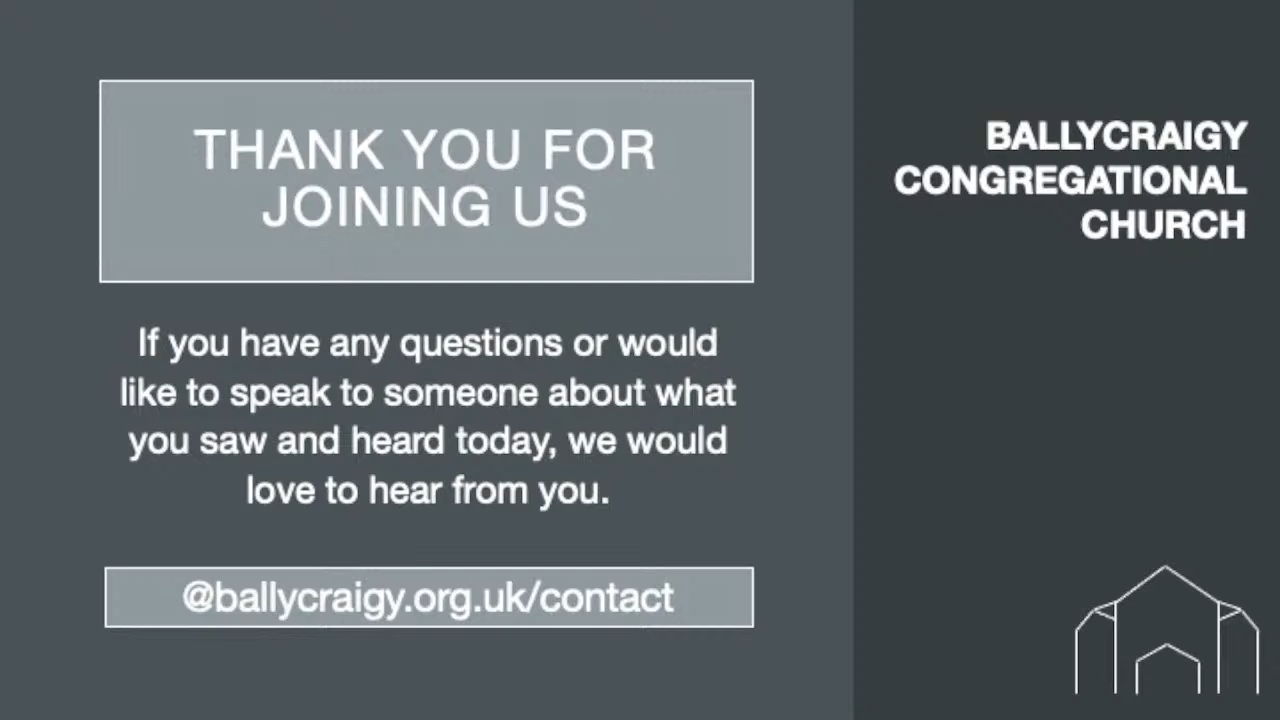 THANK YOU FOR
JOINING US
If you have any questions or would
like to speak to someone about what
you saw and heard today, we would
love to hear from you.
@ballycraigy.org.uk/contact
BALLYCRAIGY
CONGREGATIONAL
CHURCH